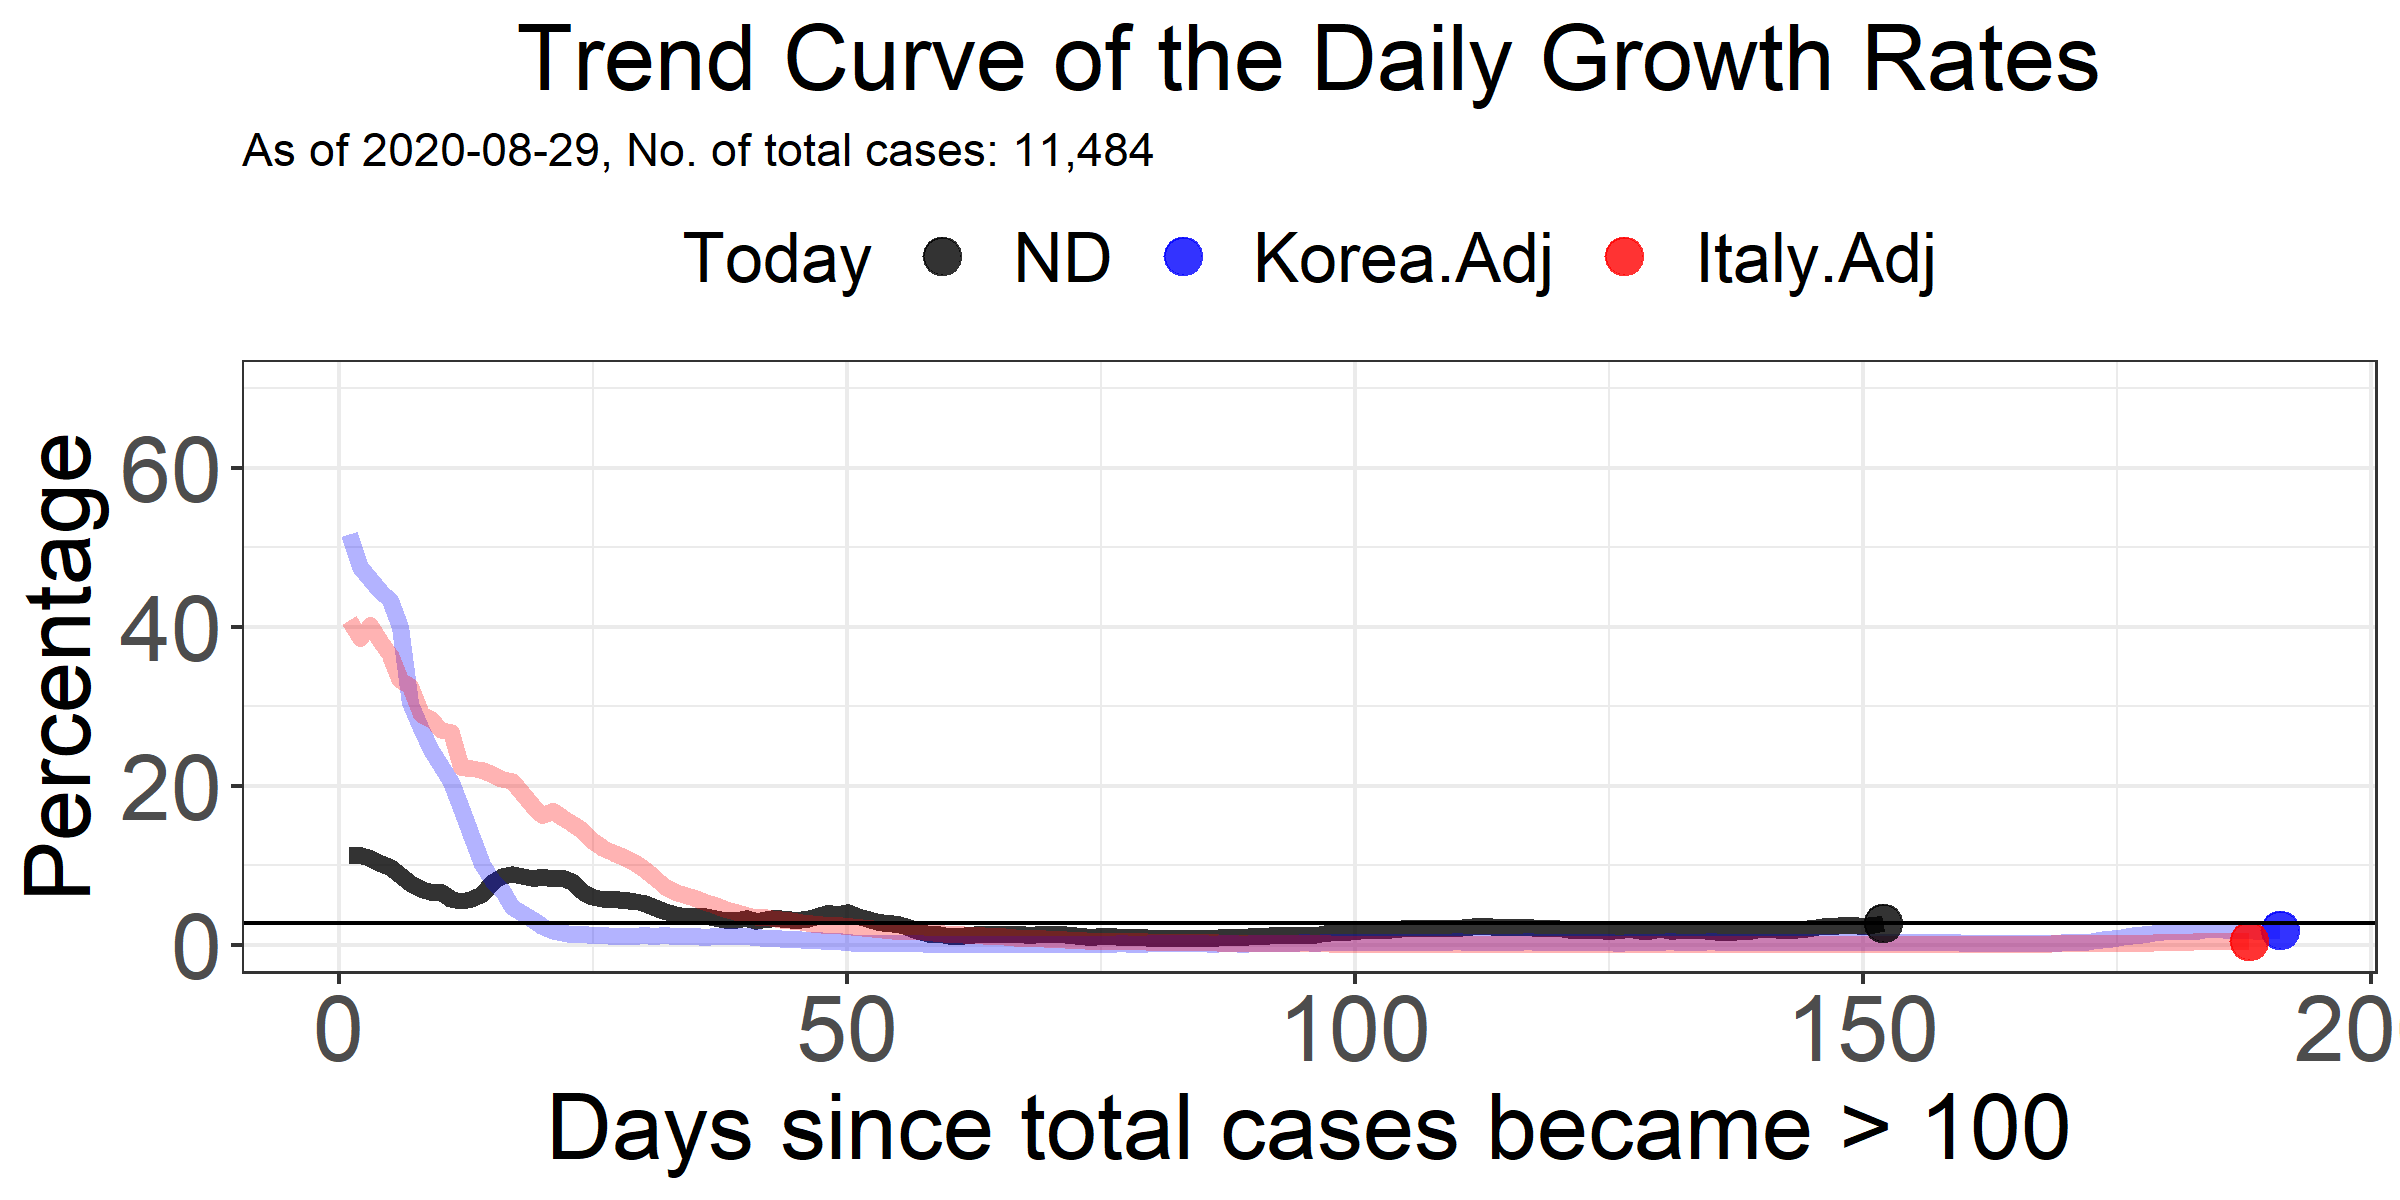 Trend Curve of the Daily Growth Rates
As of 2020-08-29, No. of total cases: 11,484
Today ND Korea.Adj Italy.Adj
Percentage
60
40
20
0
0 50 100 150 20
Days since total cases became > 100